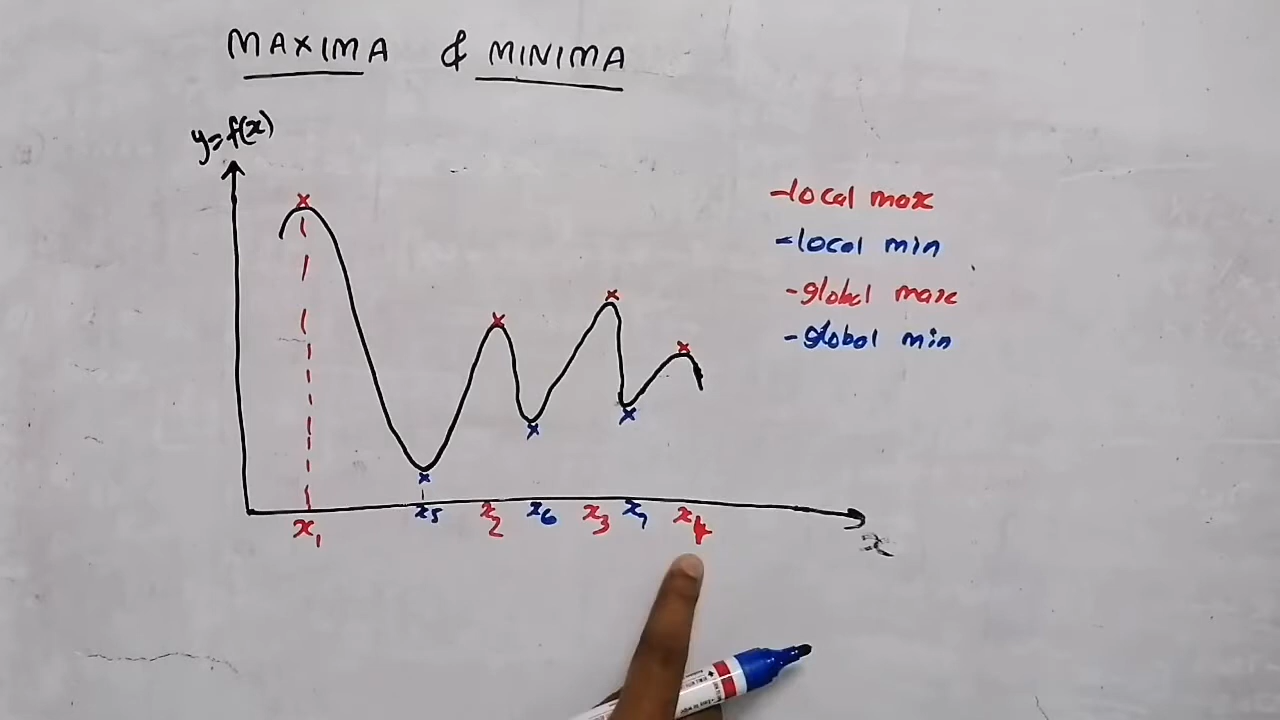 MAXIMA & MINIMA
y=f(x)
-local max
-local min
-global max
-global min
x1 x5 x2 x6 x3 x7 x4
x